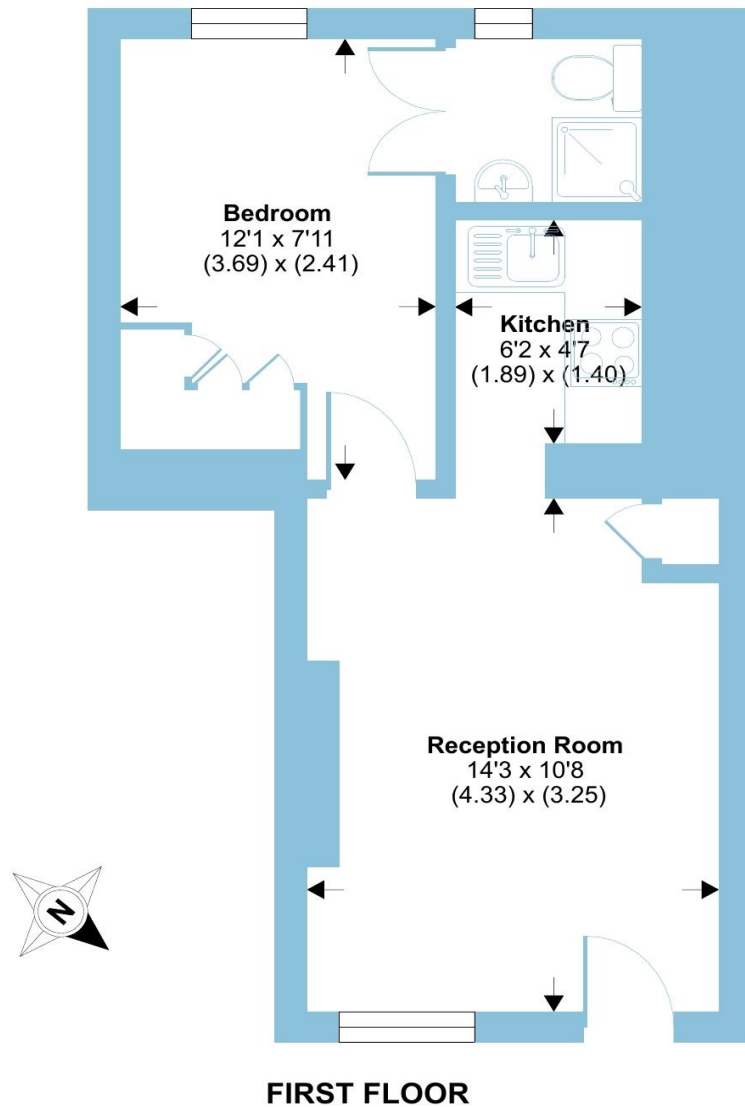 Bedroom
12'1 x 7'11
(3.69) x (2.41)
Kitchen
6'2 x 4'7
(1.89) x (1.40)
Reception Room
14'3 x 10'8
(4.33) x (3.25)
N
FIRST FLOOR